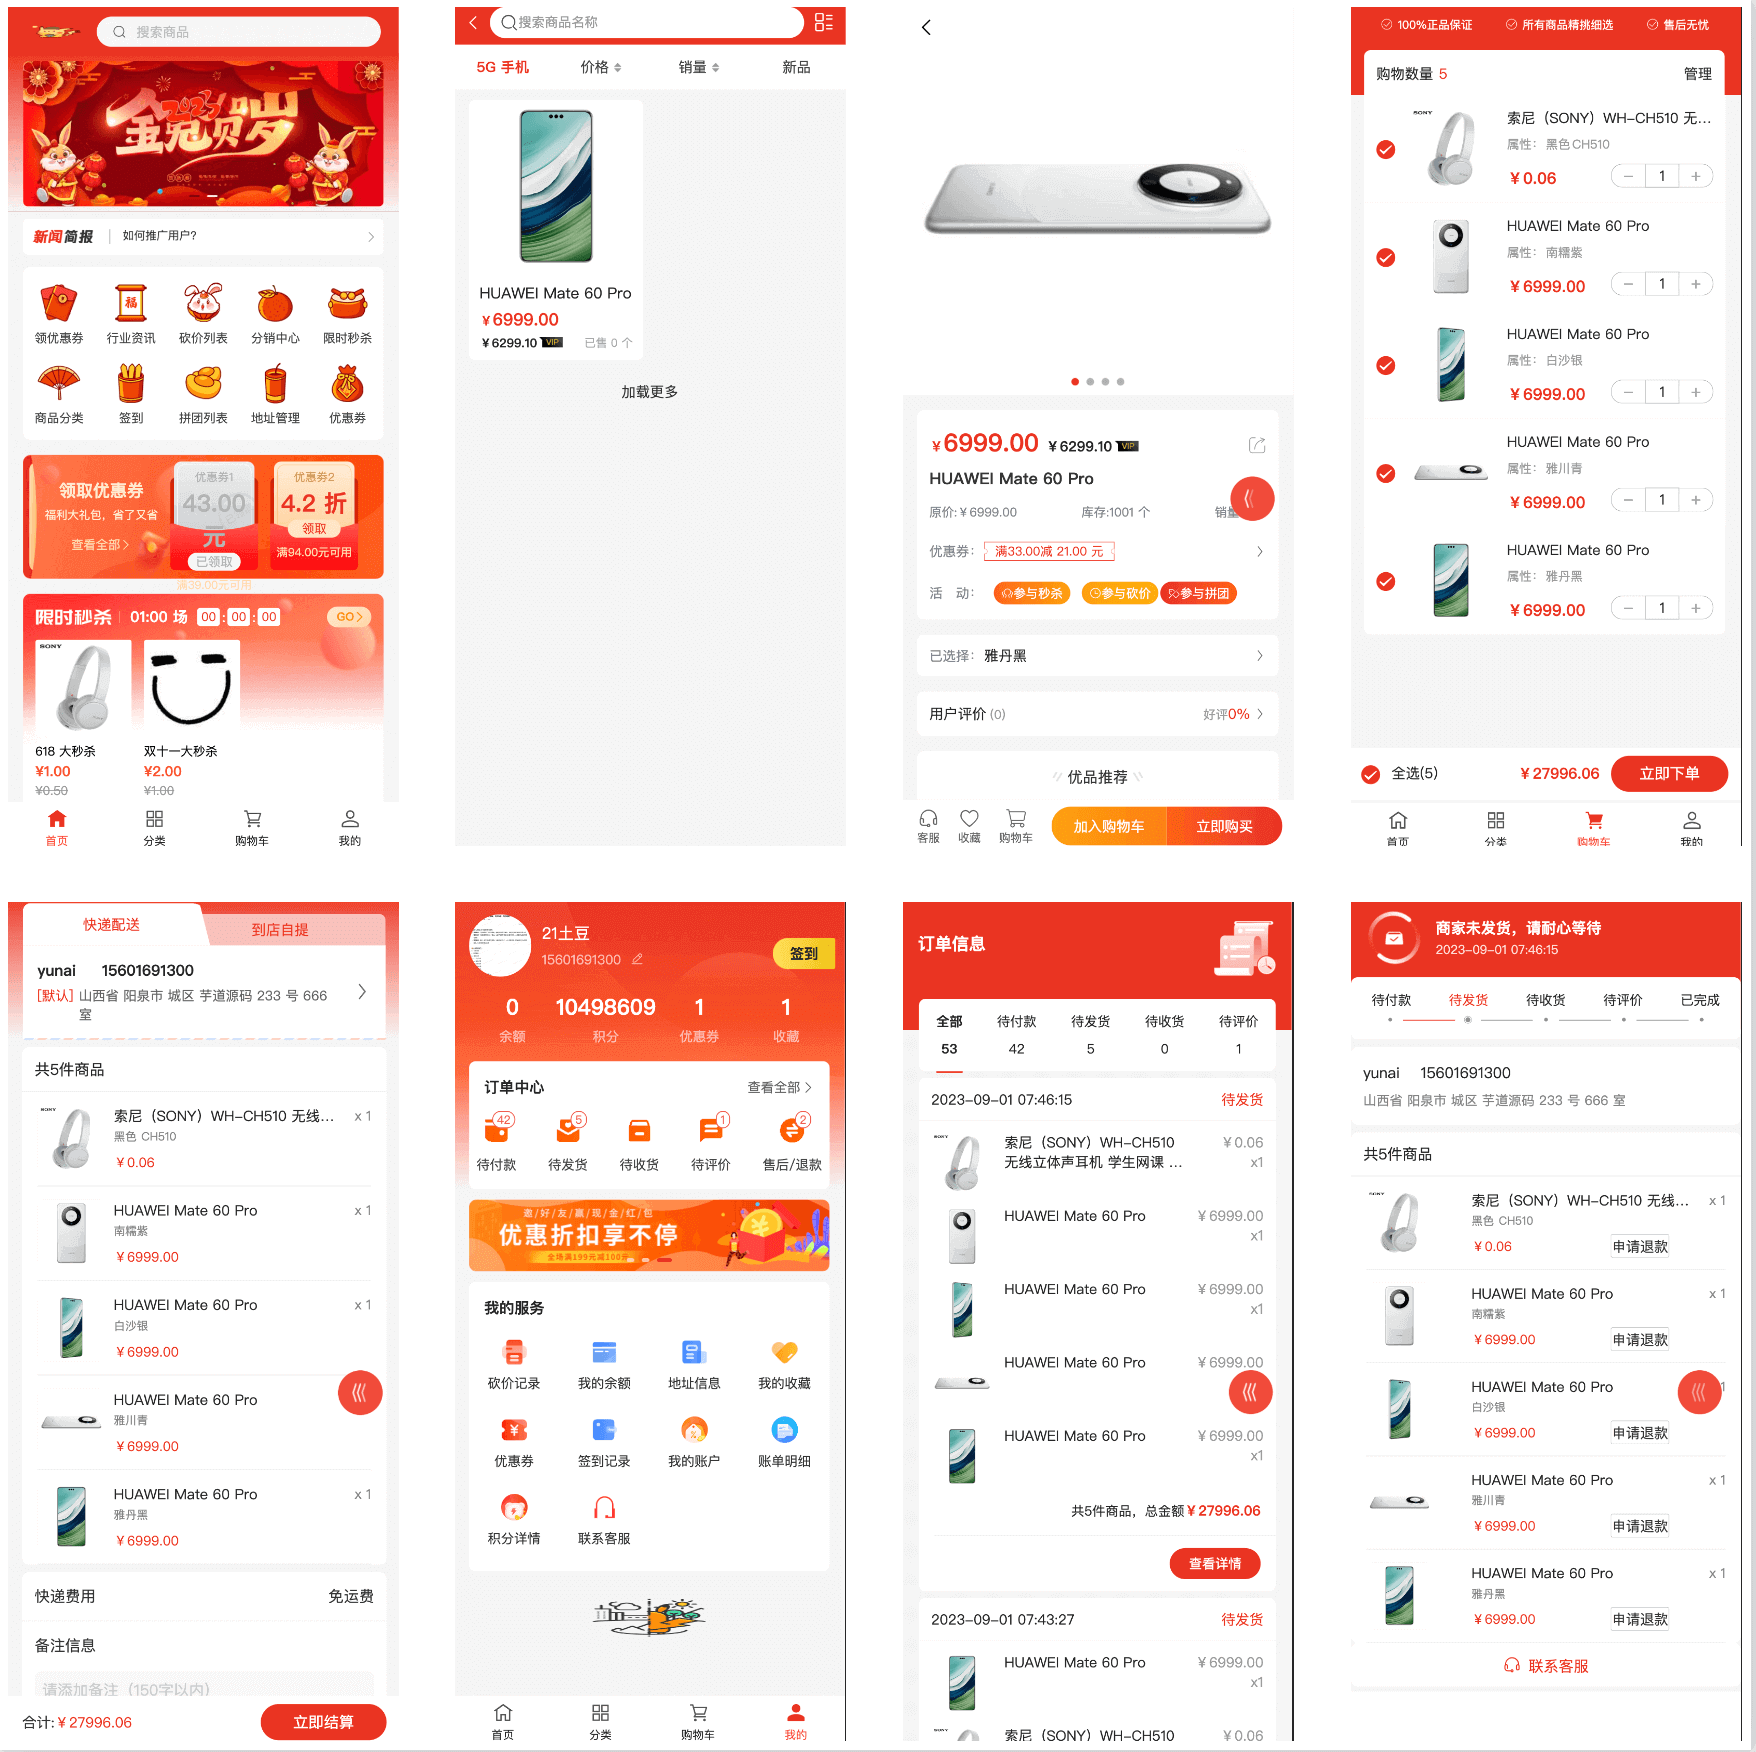 搜索商品
2023
金兔贺岁
新闻简报
如何推广用户?
领优惠券
行业资讯
砍价列表
分销中心
限时秒杀
商品分类
签到
拼团列表
地址管理
优惠券
领取优惠券
福利大礼包，省了又省
查看全部
优惠券1
43.00
元
已领取
满39.00元可用
优惠券2
4.2 折
领取
满94.00元可用
限时秒杀
01:00 场
00 : 00 : 00
GO
SONY
618 大秒杀
¥1.00
¥0.50
双十一大秒杀
¥2.00
¥1.00
首页
分类
购物车
我的
搜索商品名称
5G 手机
价格
销量
新品
HUAWEI Mate 60 Pro
¥6999.00
¥6299.10 VIP
已售 0 个
加载更多
¥6999.00 ¥6299.10 VIP
HUAWEI Mate 60 Pro
原价:¥6999.00
库存:1001 个
销量
优惠券:
满33.00减 21.00 元
活 动:
参与秒杀
参与砍价
参与拼团
已选择: 雅丹黑
用户评价 (0)
好评0%
优品推荐
客服
收藏
购物车
加入购物车
立即购买
100%正品保证
所有商品精挑细选
售后无忧
购物数量 5
管理
SONY
索尼（SONY）WH-CH510 无...
属性：黑色CH510
¥0.06
− 1 +
HUAWEI Mate 60 Pro
属性：南糯紫
¥6999.00
− 1 +
HUAWEI Mate 60 Pro
属性：白沙银
¥6999.00
− 1 +
HUAWEI Mate 60 Pro
属性：雅川青
¥6999.00
− 1 +
HUAWEI Mate 60 Pro
属性：雅丹黑
¥6999.00
− 1 +
全选(5)
¥27996.06
立即下单
首页
分类
购物车
我的
快递配送
到店自提
yunai 15601691300
[默认] 山西省 阳泉市 城区 芋道源码 233 号 666
室
共5件商品
SONY
索尼（SONY）WH-CH510 无线...
x 1
黑色 CH510
¥0.06
HUAWEI Mate 60 Pro
x 1
南糯紫
¥6999.00
HUAWEI Mate 60 Pro
x 1
白沙银
¥6999.00
HUAWEI Mate 60 Pro
雅川青
¥6999.00
HUAWEI Mate 60 Pro
x 1
雅丹黑
¥6999.00
快递费用
免运费
备注信息
请添加备注（150字以内）
合计:¥27996.06
立即结算
21土豆
15601691300
签到
0
余额
10498609
积分
1
优惠券
1
收藏
订单中心
查看全部
42
待付款
5
待发货
待收货
1
待评价
2
售后/退款
邀/好/友/赢/现/金/红/包
优惠折扣享不停
全场满199元减100元
我的服务
砍价记录
我的余额
地址信息
我的收藏
优惠券
签到记录
我的账户
账单明细
积分详情
联系客服
首页
分类
购物车
我的
订单信息
全部
53
待付款
42
待发货
5
待收货
0
待评价
1
2023-09-01 07:46:15
待发货
SONY
索尼（SONY）WH-CH510
无线立体声耳机 学生网课 ...
¥0.06
x1
HUAWEI Mate 60 Pro
¥6999.00
x1
HUAWEI Mate 60 Pro
¥6999.00
x1
HUAWEI Mate 60 Pro
¥6999.00
HUAWEI Mate 60 Pro
¥6999.00
x1
共5件商品，总金额 ¥27996.06
查看详情
2023-09-01 07:43:27
待发货
HUAWEI Mate 60 Pro
¥6999.00
x1
SONY
索尼（SONY）WH-CH510
¥0.06
商家未发货，请耐心等待
2023-09-01 07:46:15
待付款
待发货
待收货
待评价
已完成
yunai 15601691300
山西省 阳泉市 城区 芋道源码 233 号 666 室
共5件商品
SONY
索尼（SONY）WH-CH510 无线...
x 1
黑色 CH510
¥0.06
申请退款
HUAWEI Mate 60 Pro
x 1
南糯紫
¥6999.00
申请退款
HUAWEI Mate 60 Pro
1
白沙银
¥6999.00
申请退款
HUAWEI Mate 60 Pro
x 1
雅川青
¥6999.00
申请退款
HUAWEI Mate 60 Pro
x 1
雅丹黑
¥6999.00
申请退款
联系客服